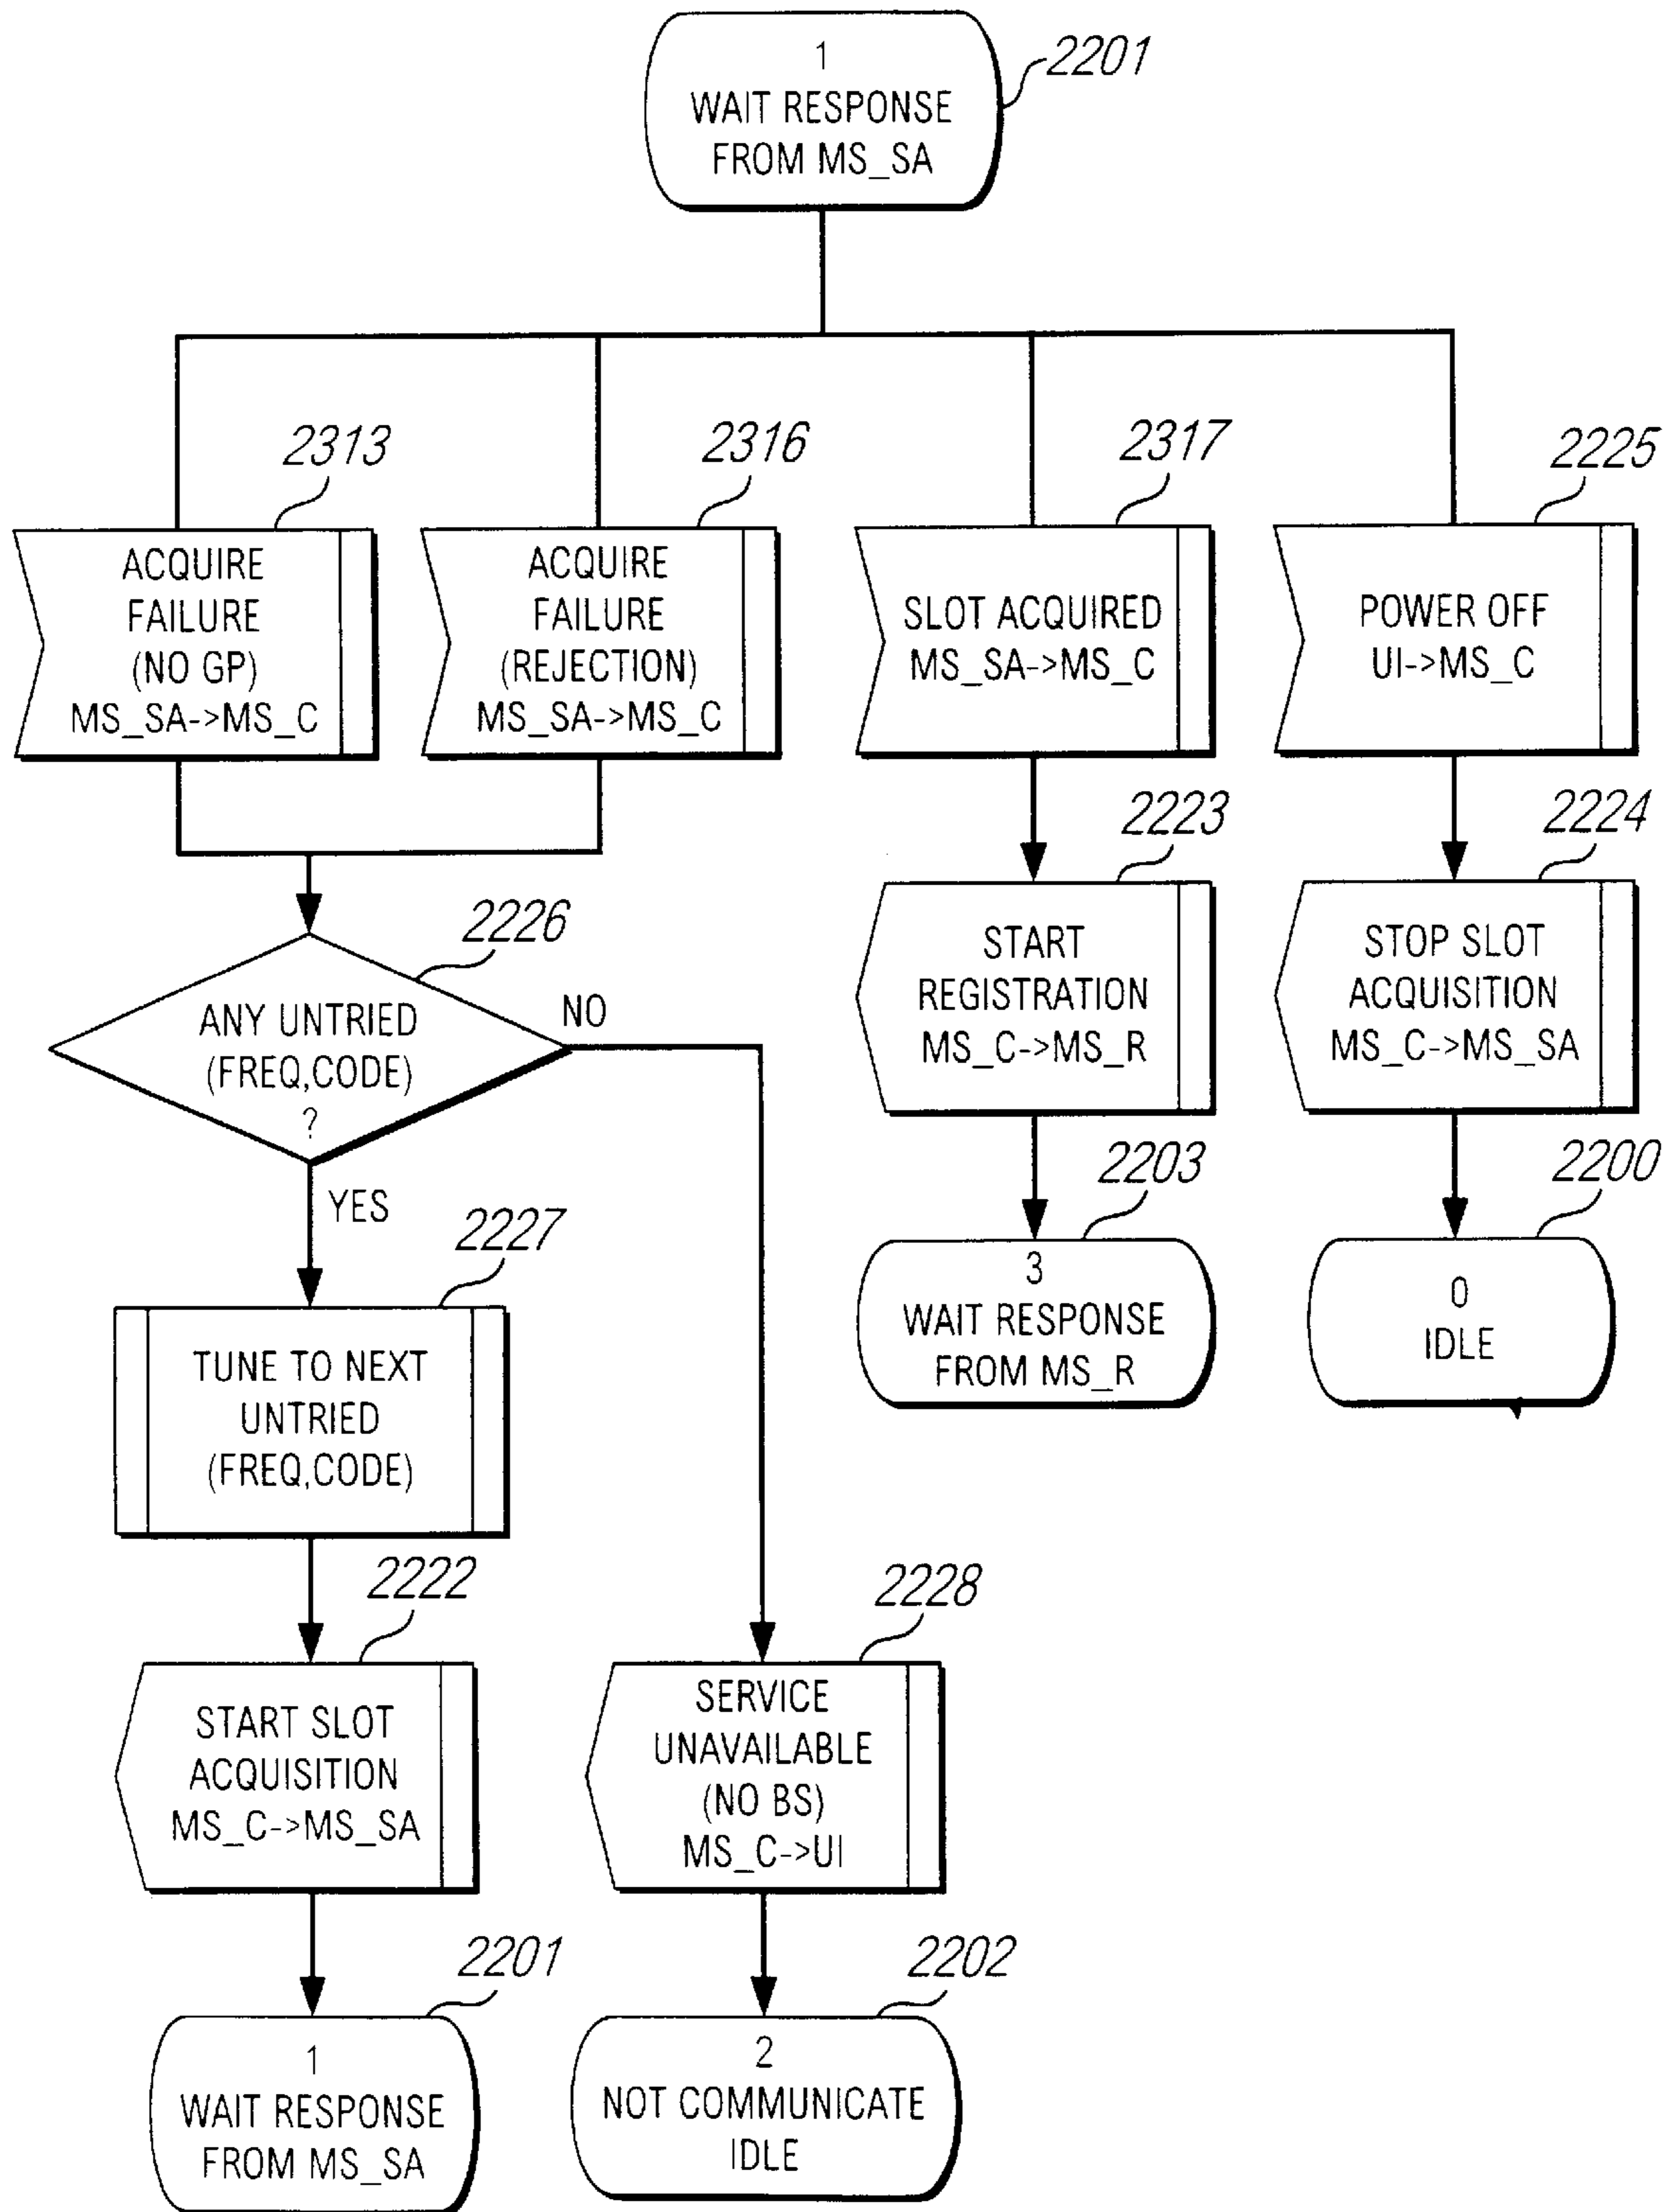 1
WAIT RESPONSE
FROM MS_SA
2201
2313
ACQUIRE
FAILURE
(NO GP)
MS_SA->MS_C
2316
ACQUIRE
FAILURE
(REJECTION)
MS_SA->MS_C
2317
SLOT ACQUIRED
MS_SA->MS_C
2225
POWER OFF
UI->MS_C
2226
ANY UNTRIED
(FREQ,CODE)
?
NO
YES
2223
START
REGISTRATION
MS_C->MS_R
2224
STOP SLOT
ACQUISITION
MS_C->MS_SA
2203
3
WAIT RESPONSE
FROM MS_R
2200
0
IDLE
2227
TUNE TO NEXT
UNTRIED
(FREQ,CODE)
2222
START SLOT
ACQUISITION
MS_C->MS_SA
2228
SERVICE
UNAVAILABLE
(NO BS)
MS_C->UI
2201
1
WAIT RESPONSE
FROM MS_SA
2202
2
NOT COMMUNICATE
IDLE